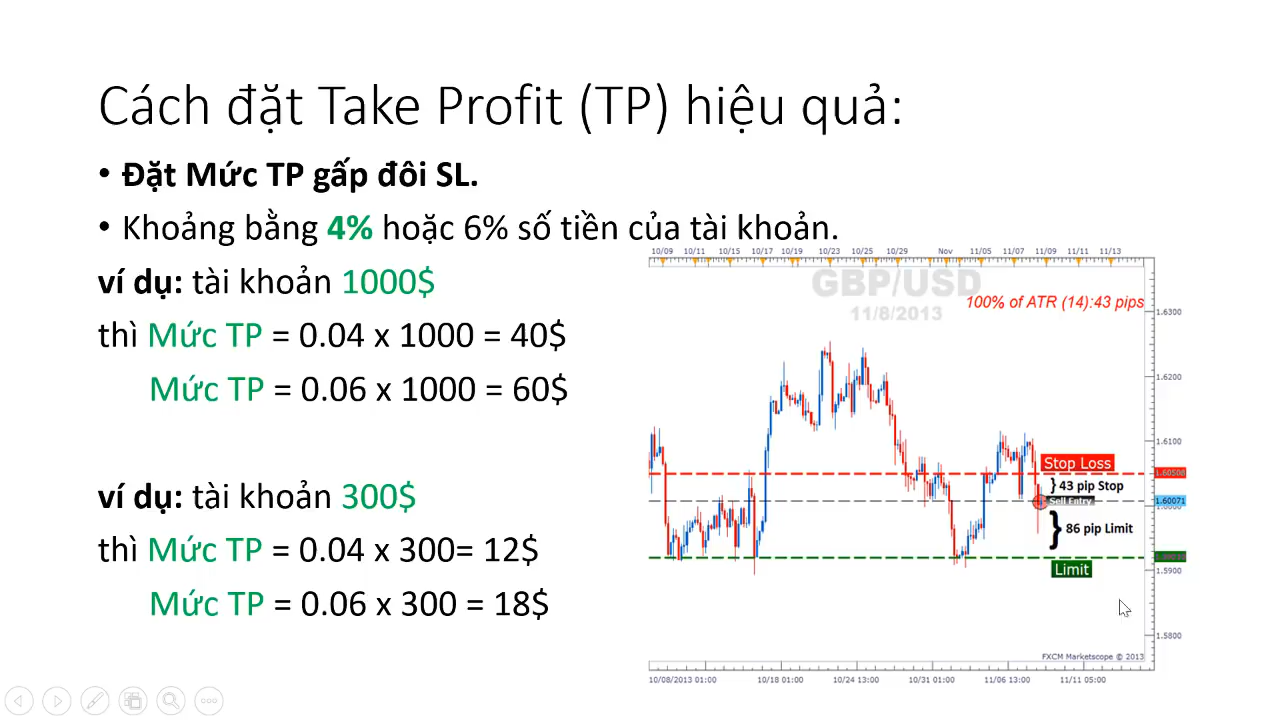 Cách đặt Take Profit (TP) hiệu quả:
• Đặt Mức TP gấp đôi SL.
• Khoảng bằng 4% hoặc 6% số tiền của tài khoản.
ví dụ: tài khoản 1000$
thì Mức TP = 0.04 x 1000 = 40$
Mức TP = 0.06 x 1000 = 60$
ví dụ: tài khoản 300$
thì Mức TP = 0.04 x 300= 12$
Mức TP = 0.06 x 300 = 18$
10/09 10/11 10/15 10/17 10/19 10/23 10/25 10/29 Nov 11/05 11/07 11/09 11/11 11/13
GBP/USD
11/8/2013
100% of ATR (14):43 pips
1.6300
1.6200
1.6100
Stop Loss
1.60508
43 pip Stop
Sell Entry
1.60071
1.6000
86 pip Limit
Limit
1.5900
1.5800
FXCM Marketscope © 2013
10/08/2013 01:00 10/18 01:00 10/24 13:00 10/31 01:00 11/06 13:00 11/11 05:00